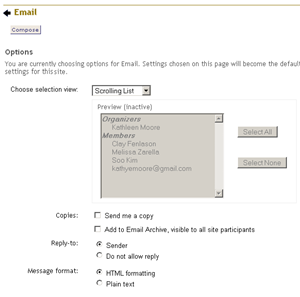 Email
Compose
Options
You are currently choosing options for Email. Settings chosen on this page will become the default
settings for this site.
Choose selection view: Scrolling List
Preview (Inactive)
Organizers
Kathleen Moore
Members
Clay Fenlason
Melissa Zarella
Soo Kim
kathyemoore@gmail.com
Select All
Select None
Copies: Send me a copy
Add to Email Archive, visible to all site participants
Reply-to: Sender
Do not allow reply
Message format: HTML formatting
Plain text